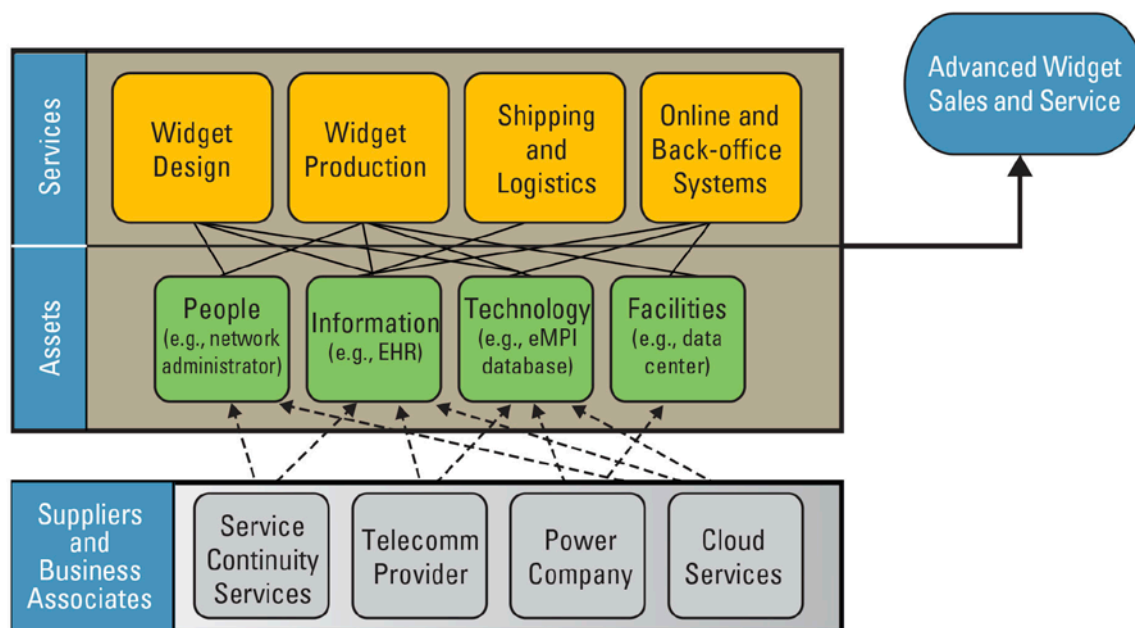 Services
Widget
Design
Widget
Production
Shipping
and
Logistics
Online and
Back-office
Systems
Advanced Widget
Sales and Service
Assets
People
(e.g., network
administrator)
Information
(e.g., EHR)
Technology
(e.g., eMPI
database)
Facilities
(e.g., data
center)
Suppliers
and
Business
Associates
Service
Continuity
Services
Telecomm
Provider
Power
Company
Cloud
Services